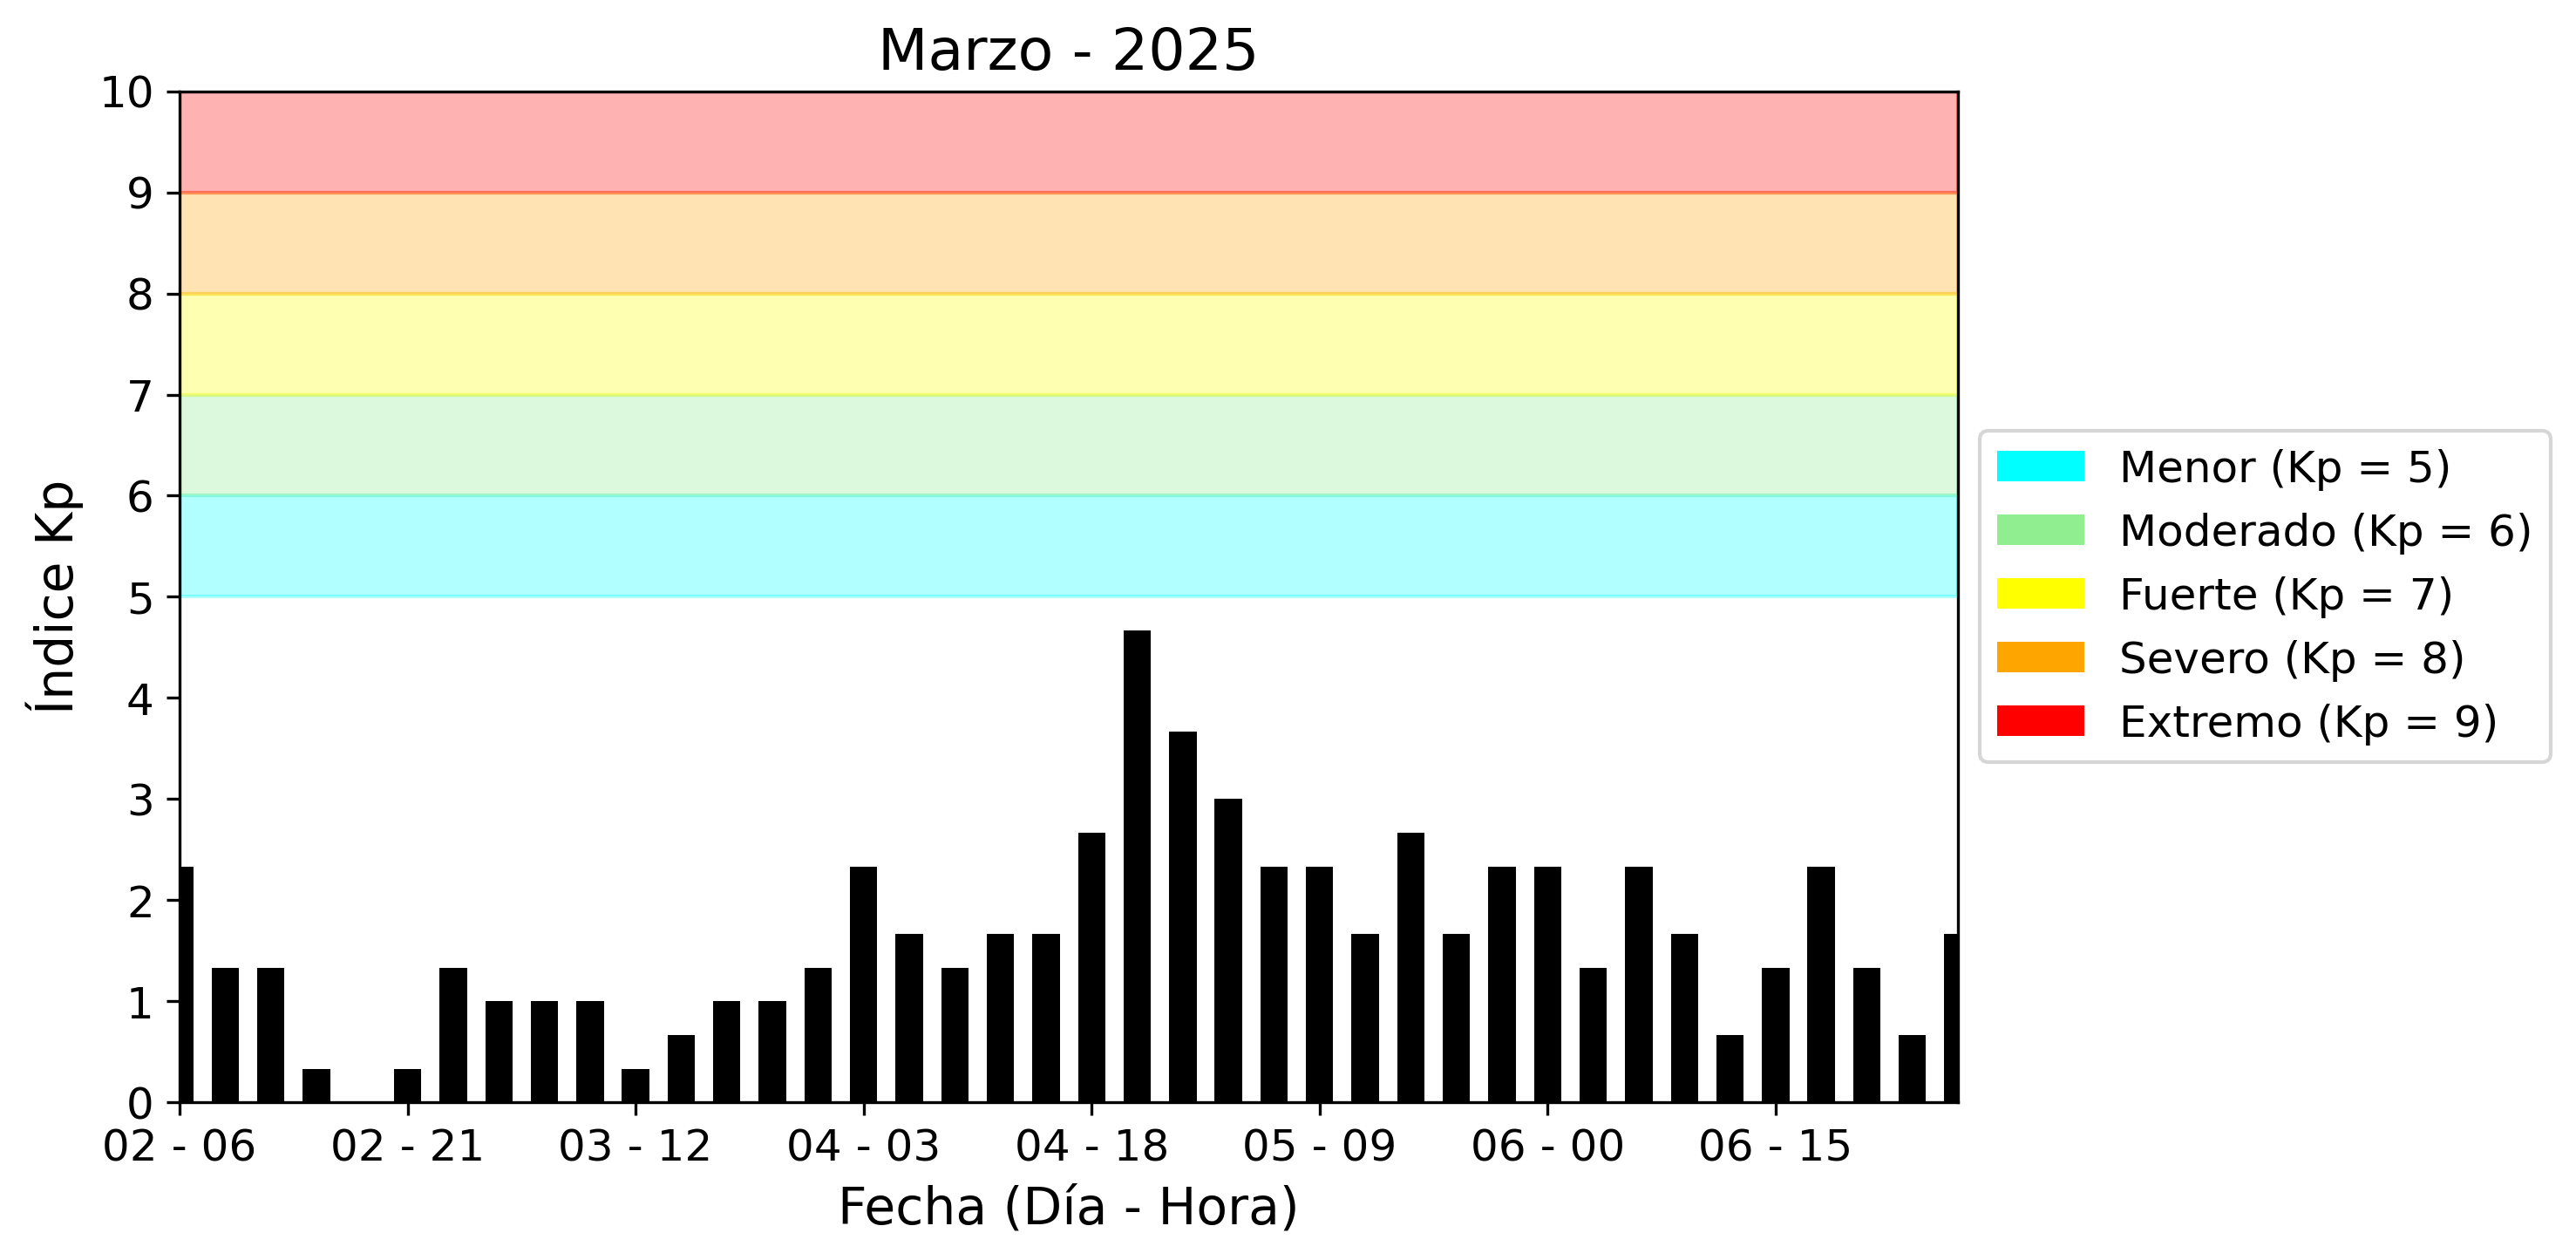 Marzo - 2025
10
9
8
7
6
5
4
3
2
1
0
Índice Kp
02 - 06
02 - 21
03 - 12
04 - 03
04 - 18
05 - 09
06 - 00
06 - 15
Fecha (Día - Hora)
Menor (Kp = 5)
Moderado (Kp = 6)
Fuerte (Kp = 7)
Severo (Kp = 8)
Extremo (Kp = 9)